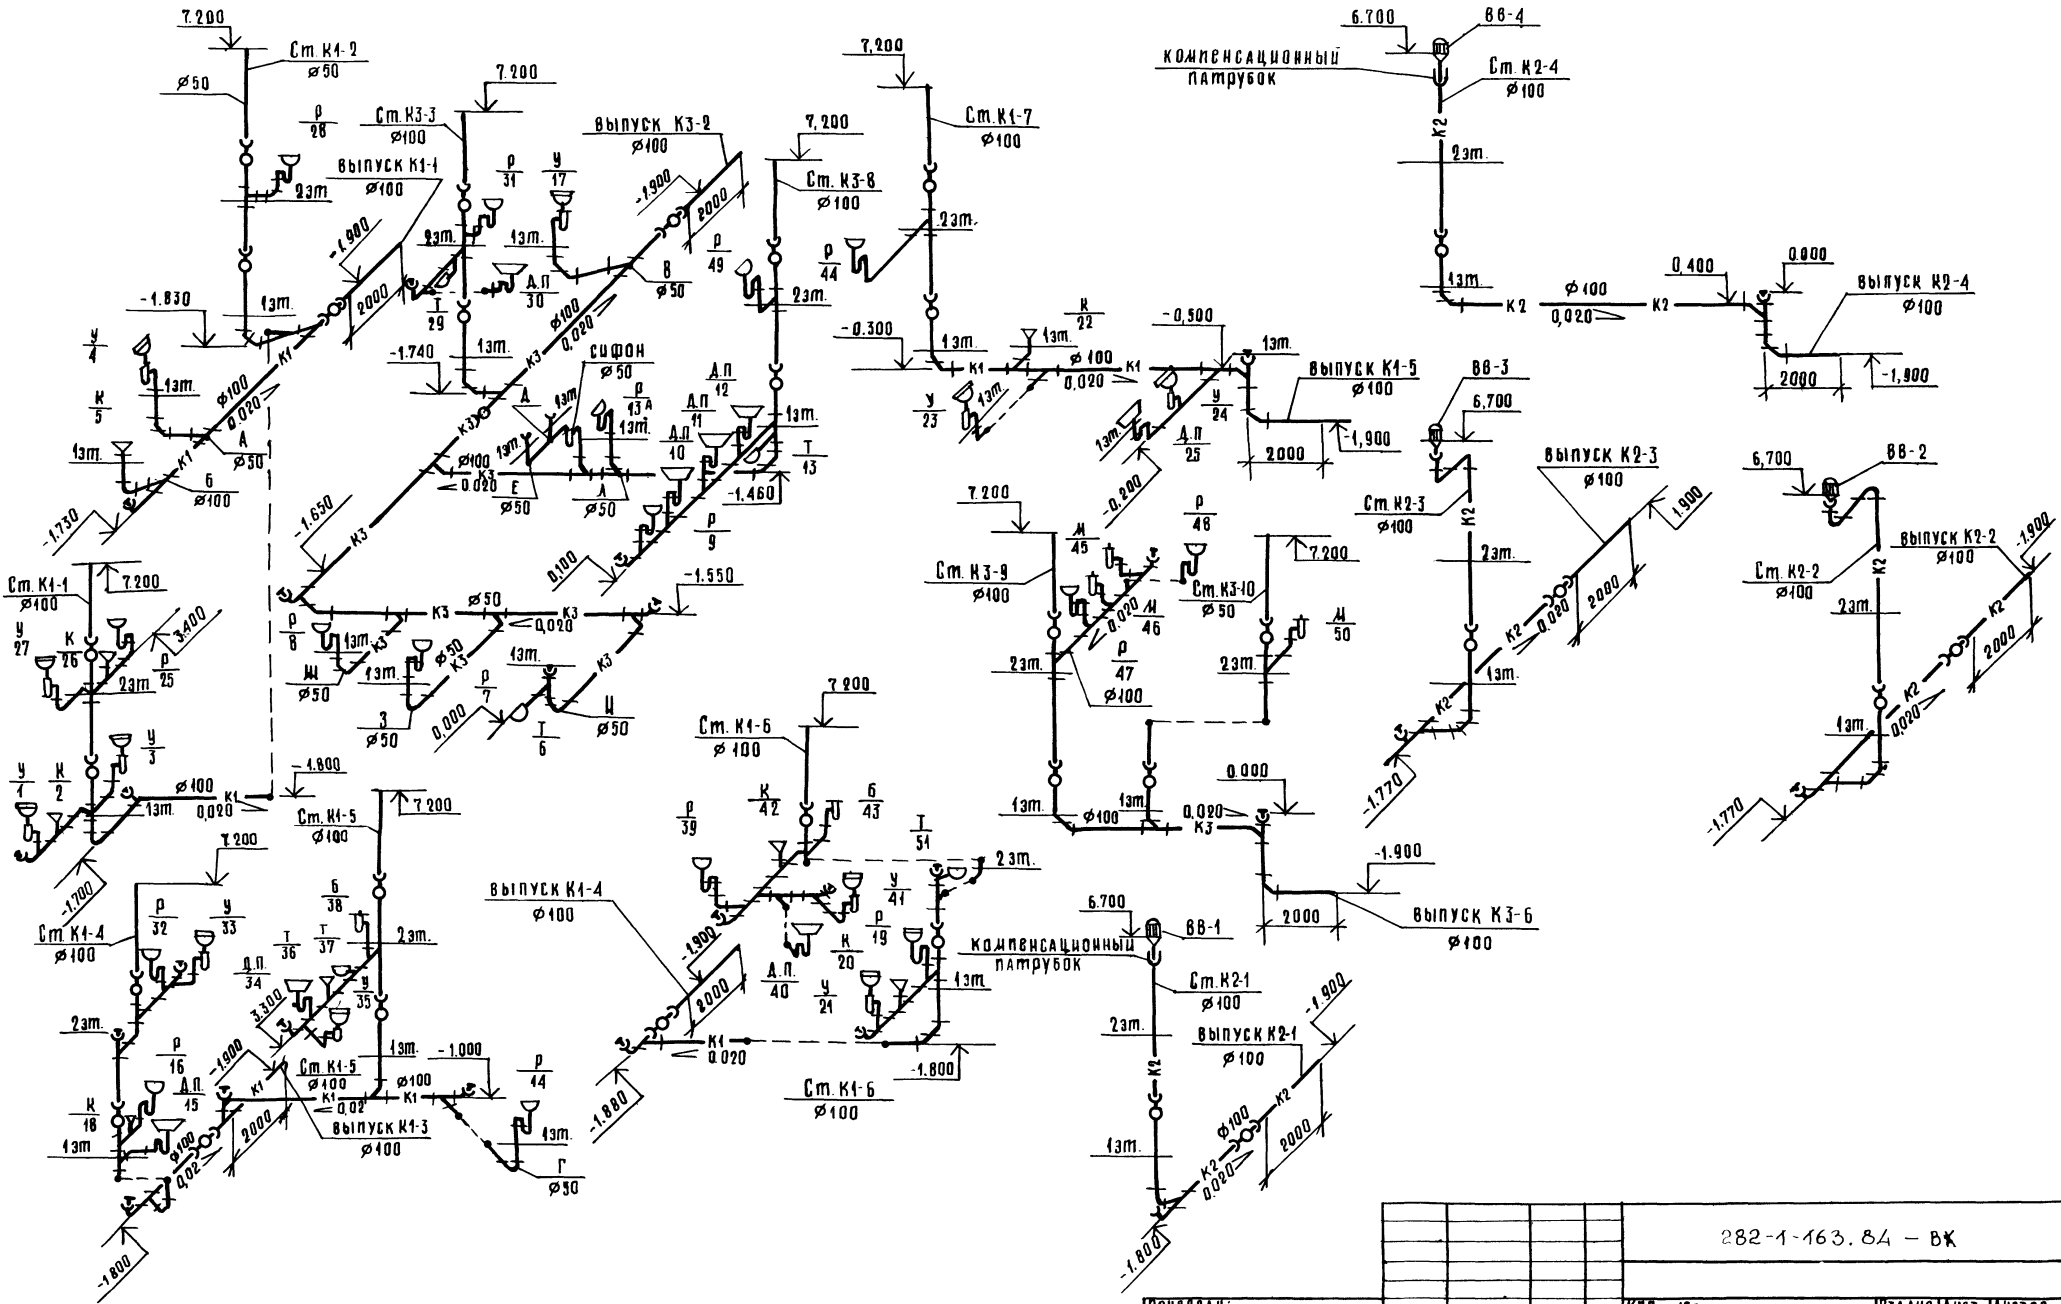 7.200
Ст. К1-2
ø50
ø50
Р
28
2эт.
Ст. К3-3
ø100
7.200
Р
31
У
17
выпуск К1-1
ø100
выпуск К3-2
ø100
-1.900
2000
7,200
Ст. К3-8
ø100
-1.900
2000
2эт.
1эт.
В
ø50
Р
49
2эт.
Т
29
Д.П
30
-1.830
1эт.
У
4
К
5
1эт.
К1
ø100
0.020
А
ø50
1эт.
К1
Б
ø100
-1.730
-1.740
1эт.
ø100
0,020
К3
сифон
ø50
Р
13А
Д
1эт.
1эт.
1эт.
Д.П
12
Д.П
11
Д.П
10
1эт.
Т
13
-1,460
К3
ø100
К3
0.020
Е
ø50
Л
ø50
Р
9
0,100
-1.650
К3
-1.550
Ст. К1-1
ø100
7.200
У
27
К
26
Р
25
3.400
2эт
К3
ø50
К3
0,020
Р
8
1эт.
К3
Ж
ø50
1эт.
ø50
К3
З
ø50
Р
7
0,000
1эт.
Т
6
К3
И
ø50
У
1
К
2
У
3
1эт.
ø100
К1
0,020
-1.800
-1.700
7,200
Ст. К1-7
ø100
Р
44
2эт.
-0.300
1эт.
К
22
1эт.
К1
ø100
К1
0.020
-0,500
1эт.
выпуск К1-5
ø100
У
23
1эт.
У
24
1эт.
Д.П
25
-0,200
-1,900
2000
6.700
ВВ-4
компенсационный
патрубок
Ст. К2-4
ø100
К2
2эт.
1эт.
К2
ø100
К2
0,020
0,400
0.000
выпуск К2-4
ø100
-1,900
2000
ВВ-3
6,700
Ст. К2-3
ø100
К2
2эт.
выпуск К2-3
ø100
1.900
2000
К2
0,020
1эт.
К2
-1.770
6,700
ВВ-2
Ст. К2-2
ø100
К2
выпуск К2-2
ø100
-1.900
2эт.
К2
2000
К2
0,020
1эт.
-1.770
7.200
Ст. К3-9
ø100
М
45
Р
48
М
46
0.020
2эт.
Р
47
ø100
Ст. К3-10
ø50
7.200
М
50
2эт.
1эт.
ø100
1эт.
0.020
К3
0.000
-1.900
2000
выпуск К3-6
ø100
7.200
Ст. К1-4
ø100
Р
32
У
33
2эт.
Р
16
Д.П.
15
К
18
1эт
ø100
0,02
2000
-1800
Ст. К1-5
ø100
7.200
Б
38
2эт.
Т
36
Т
37
Д.П.
34
У
35
3.300
-1.900
К1
Ст. К1-5
ø100
К1
0,02
1эт.
ø100
К1
-1.000
выпуск К1-3
ø100
Р
14
1эт.
Г
ø50
Ст. К1-6
ø100
7.200
Р
39
К
42
Б
43
Т
51
2эт.
выпуск К1-4
ø100
-1.900
2000
У
41
Д.П.
40
Р
19
К
20
У
21
1эт.
К1
0.020
-1.880
-1.800
Ст. К1-6
ø100
6.700
ВВ-1
компенсационный
патрубок
Ст. К2-1
ø100
2эт.
К2
выпуск К2-1
ø100
-1.900
К2
ø100
2000
1эт.
К2
0.020
-1.800
282-1-163.84 - ВК